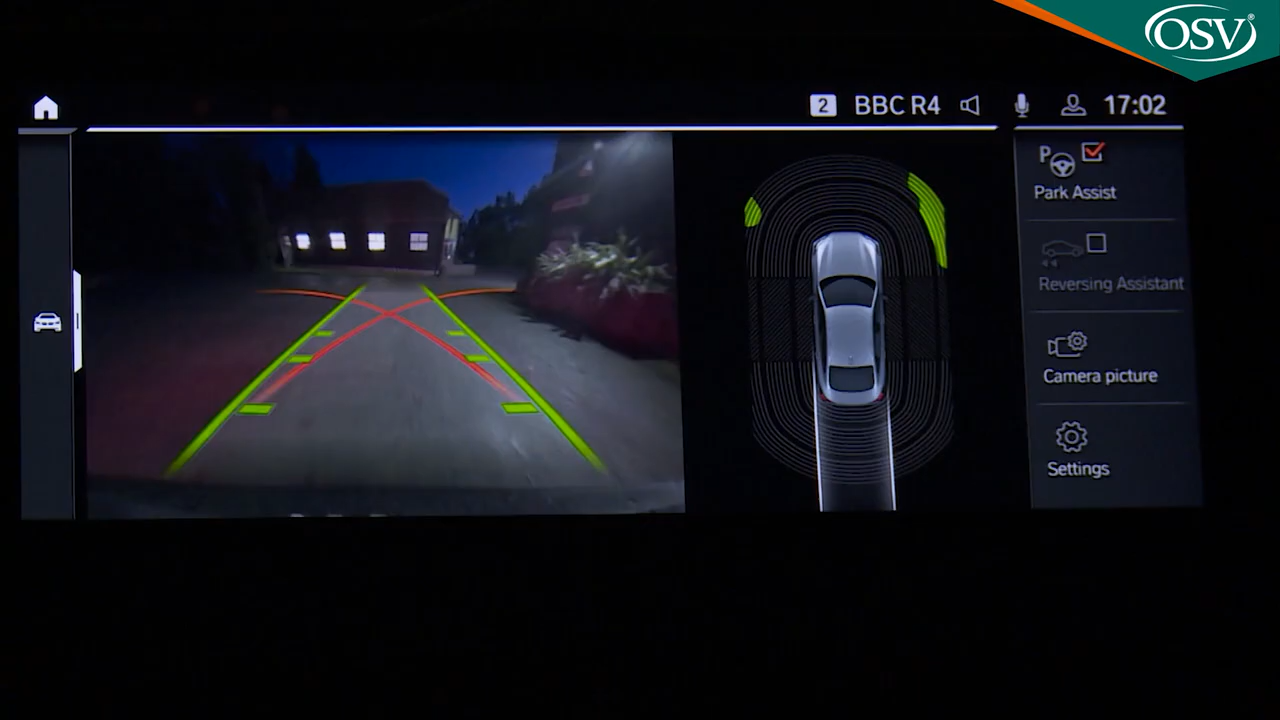 OSV®
2 BBC R4 17:02
P
Park Assist
Reversing Assistant
Camera picture
Settings